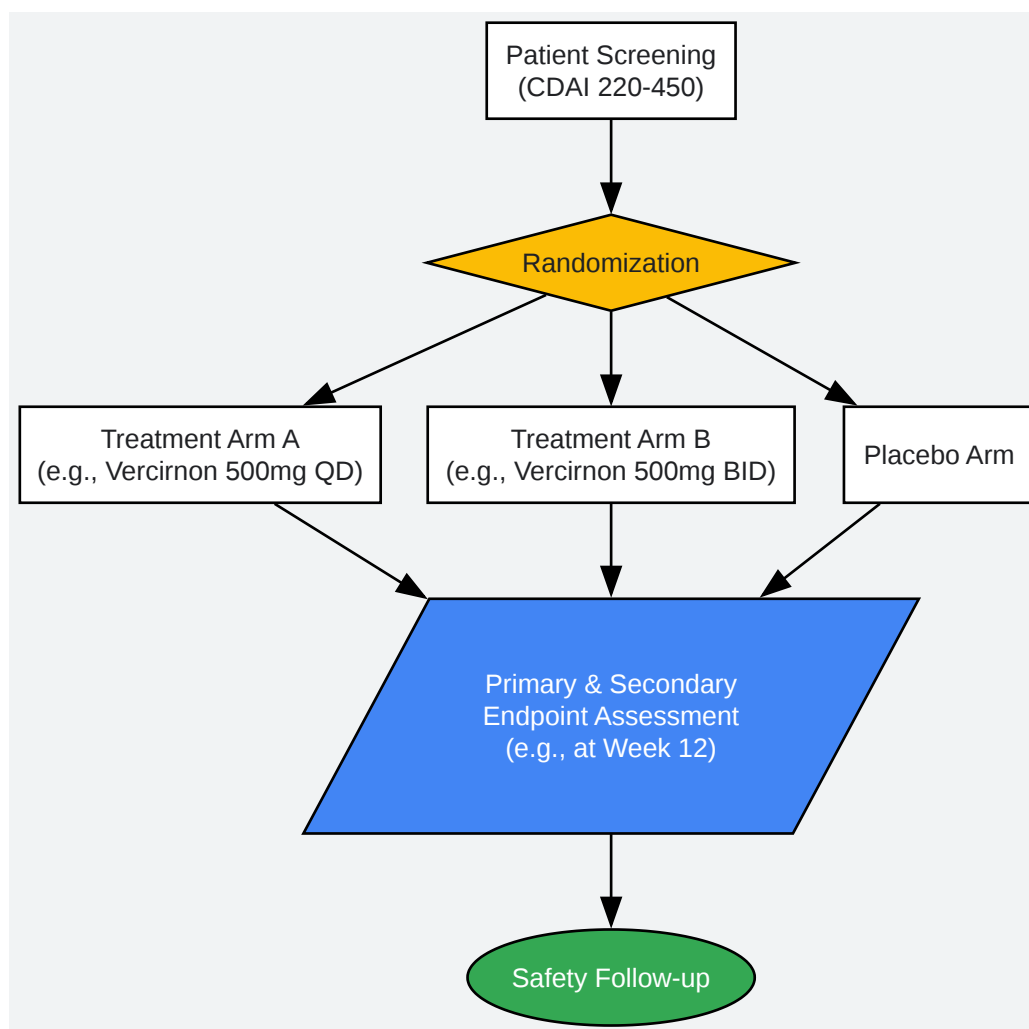 Patient Screening
(CDAI 220-450)
Randomization
Treatment Arm A
(e.g., Vercirnon 500mg QD)
Treatment Arm B
(e.g., Vercirnon 500mg BID)
Placebo Arm
Primary & Secondary
Endpoint Assessment
(e.g., at Week 12)
Safety Follow-up